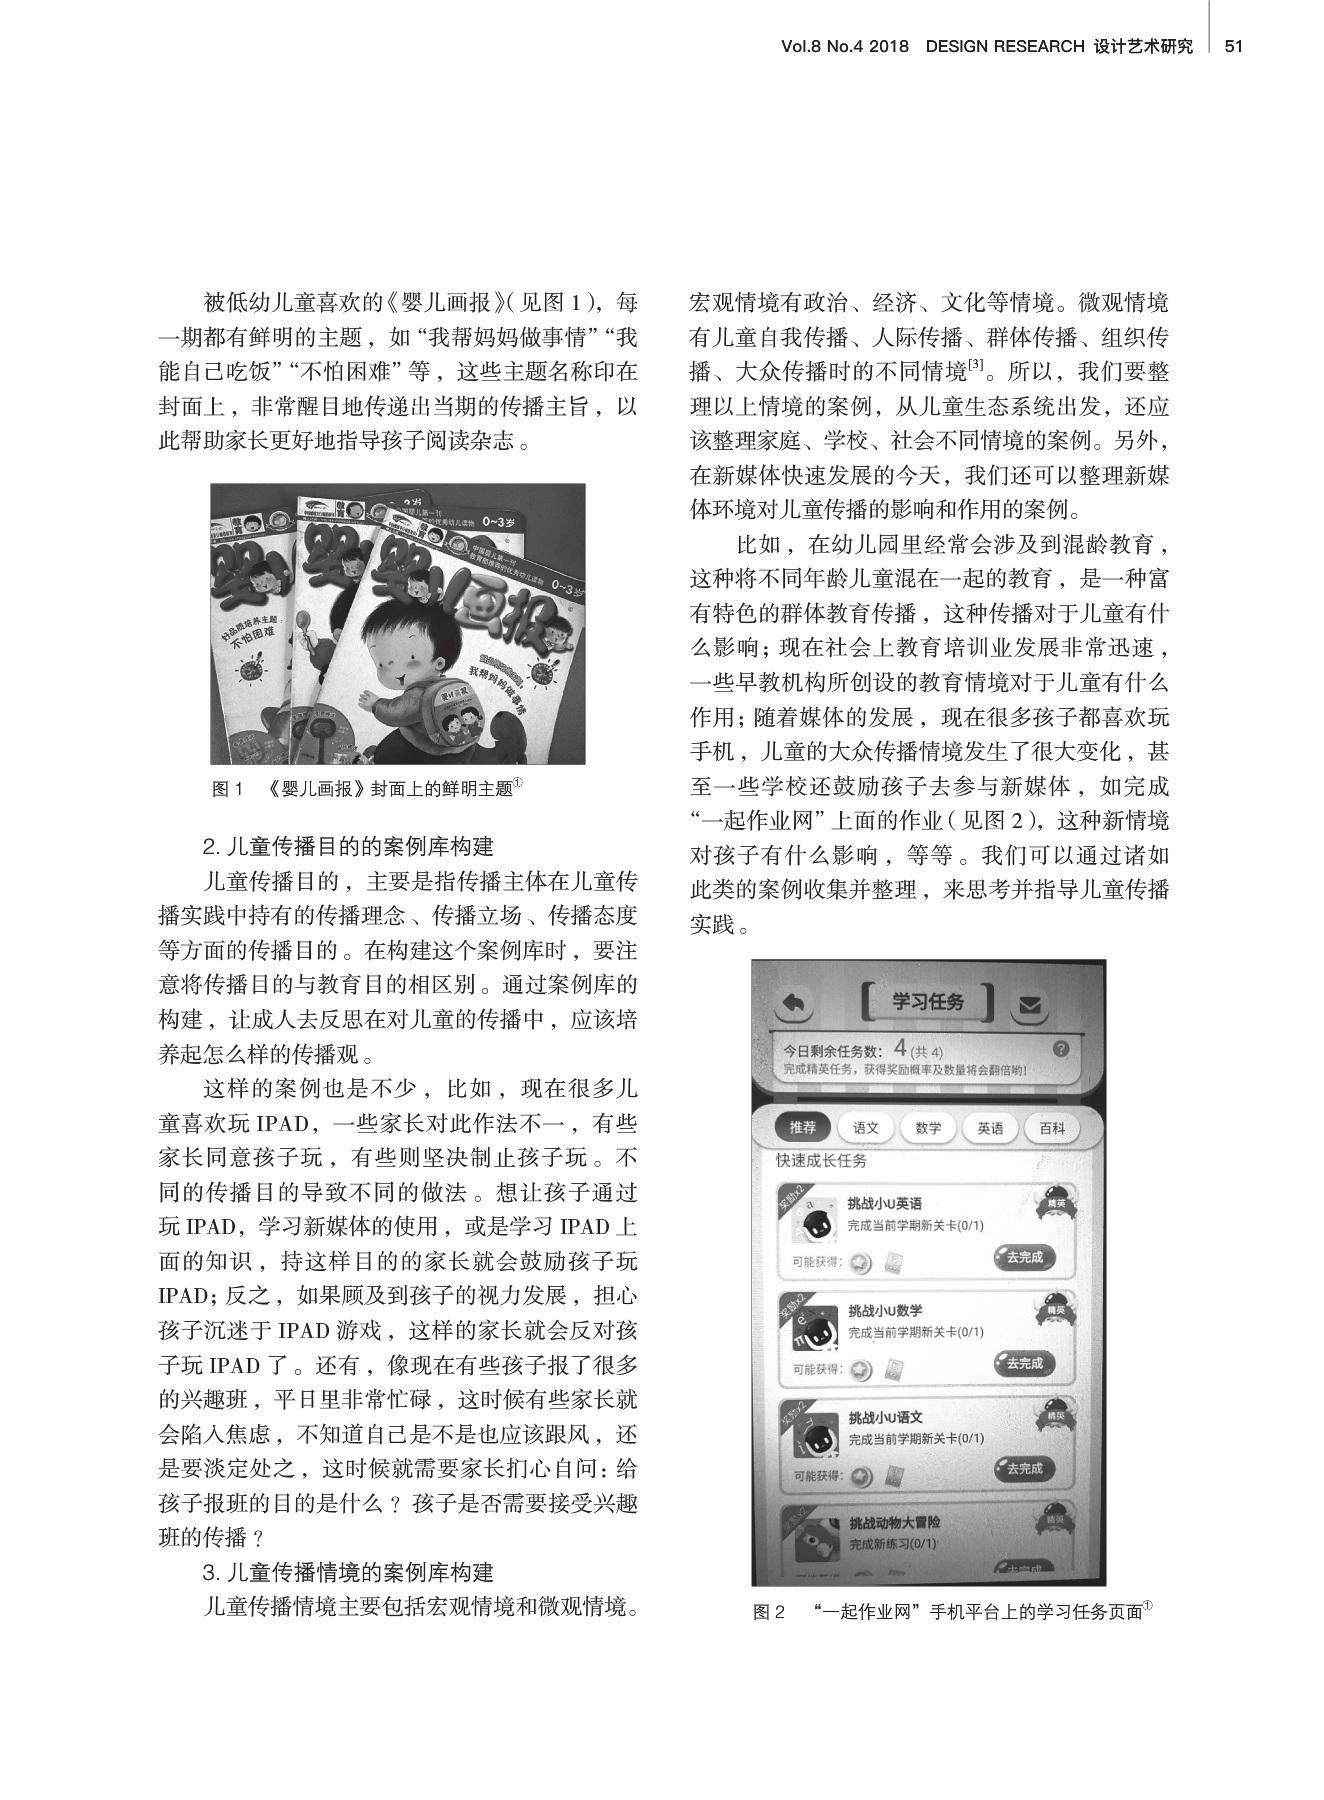 Vol.8 No.4 2018 DESIGN RESEARCH 设计艺术研究 51
被低幼儿童喜欢的《婴儿画报》(见图 1)，每
一期都有鲜明的主题，如“我帮妈妈做事情”“我
能自己吃饭”“不怕困难”等，这些主题名称印在
封面上，非常醒目地传递出当期的传播主旨，以
此帮助家长更好地指导孩子阅读杂志。
0~3岁
中国婴儿第一刊
0~3岁
婴儿画报
好品质培养主题：
不怕困难
我帮妈妈做事情
图 1 《婴儿画报》封面上的鲜明主题①
2. 儿童传播目的的案例库构建
儿童传播目的，主要是指传播主体在儿童传
播实践中持有的传播理念、传播立场、传播态度
等方面的传播目的。在构建这个案例库时，要注
意将传播目的与教育目的相区别。通过案例库的
构建，让成人去反思在对儿童的传播中，应该培
养起怎么样的传播观。
这样的案例也是不少，比如，现在很多儿
童喜欢玩 IPAD，一些家长对此作法不一，有些
家长同意孩子玩，有些则坚决制止孩子玩。不
同的传播目的导致不同的做法。想让孩子通过
玩 IPAD，学习新媒体的使用，或是学习 IPAD 上
面的知识，持这样目的的家长就会鼓励孩子玩
IPAD；反之，如果顾及到孩子的视力发展，担心
孩子沉迷于 IPAD 游戏，这样的家长就会反对孩
子玩 IPAD 了。还有，像现在有些孩子报了很多
的兴趣班，平日里非常忙碌，这时候有些家长就
会陷入焦虑，不知道自己是不是也应该跟风，还
是要淡定处之，这时候就需要家长扪心自问：给
孩子报班的目的是什么？孩子是否需要接受兴趣
班的传播？
3. 儿童传播情境的案例库构建
儿童传播情境主要包括宏观情境和微观情境。
宏观情境有政治、经济、文化等情境。微观情境
有儿童自我传播、人际传播、群体传播、组织传
播、大众传播时的不同情境[3]。所以，我们要整
理以上情境的案例，从儿童生态系统出发，还应
该整理家庭、学校、社会不同情境的案例。另外，
在新媒体快速发展的今天，我们还可以整理新媒
体环境对儿童传播的影响和作用的案例。
比如，在幼儿园里经常会涉及到混龄教育，
这种将不同年龄儿童混在一起的教育，是一种富
有特色的群体教育传播，这种传播对于儿童有什
么影响；现在社会上教育培训业发展非常迅速，
一些早教机构所创设的教育情境对于儿童有什么
作用；随着媒体的发展，现在很多孩子都喜欢玩
手机，儿童的大众传播情境发生了很大变化，甚
至一些学校还鼓励孩子去参与新媒体，如完成
“一起作业网”上面的作业(见图 2)，这种新情境
对孩子有什么影响，等等。我们可以通过诸如
此类的案例收集并整理，来思考并指导儿童传播
实践。
学习任务
今日剩余任务数：4 (共 4)
完成精英任务，获得奖励概率及数量将会翻倍哟!
推荐 语文 数学 英语 百科
快速成长任务
奖励x2 挑战小U英语 精英
完成当前学期新关卡(0/1)
可能获得： 去完成
奖励x2 挑战小U数学 精英
完成当前学期新关卡(0/1)
可能获得： 去完成
奖励x2 挑战小U语文 精英
完成当前学期新关卡(0/1)
可能获得： 去完成
奖励x2 挑战动物大冒险 精英
完成新练习(0/1)
去完成
图 2 “一起作业网”手机平台上的学习任务页面①